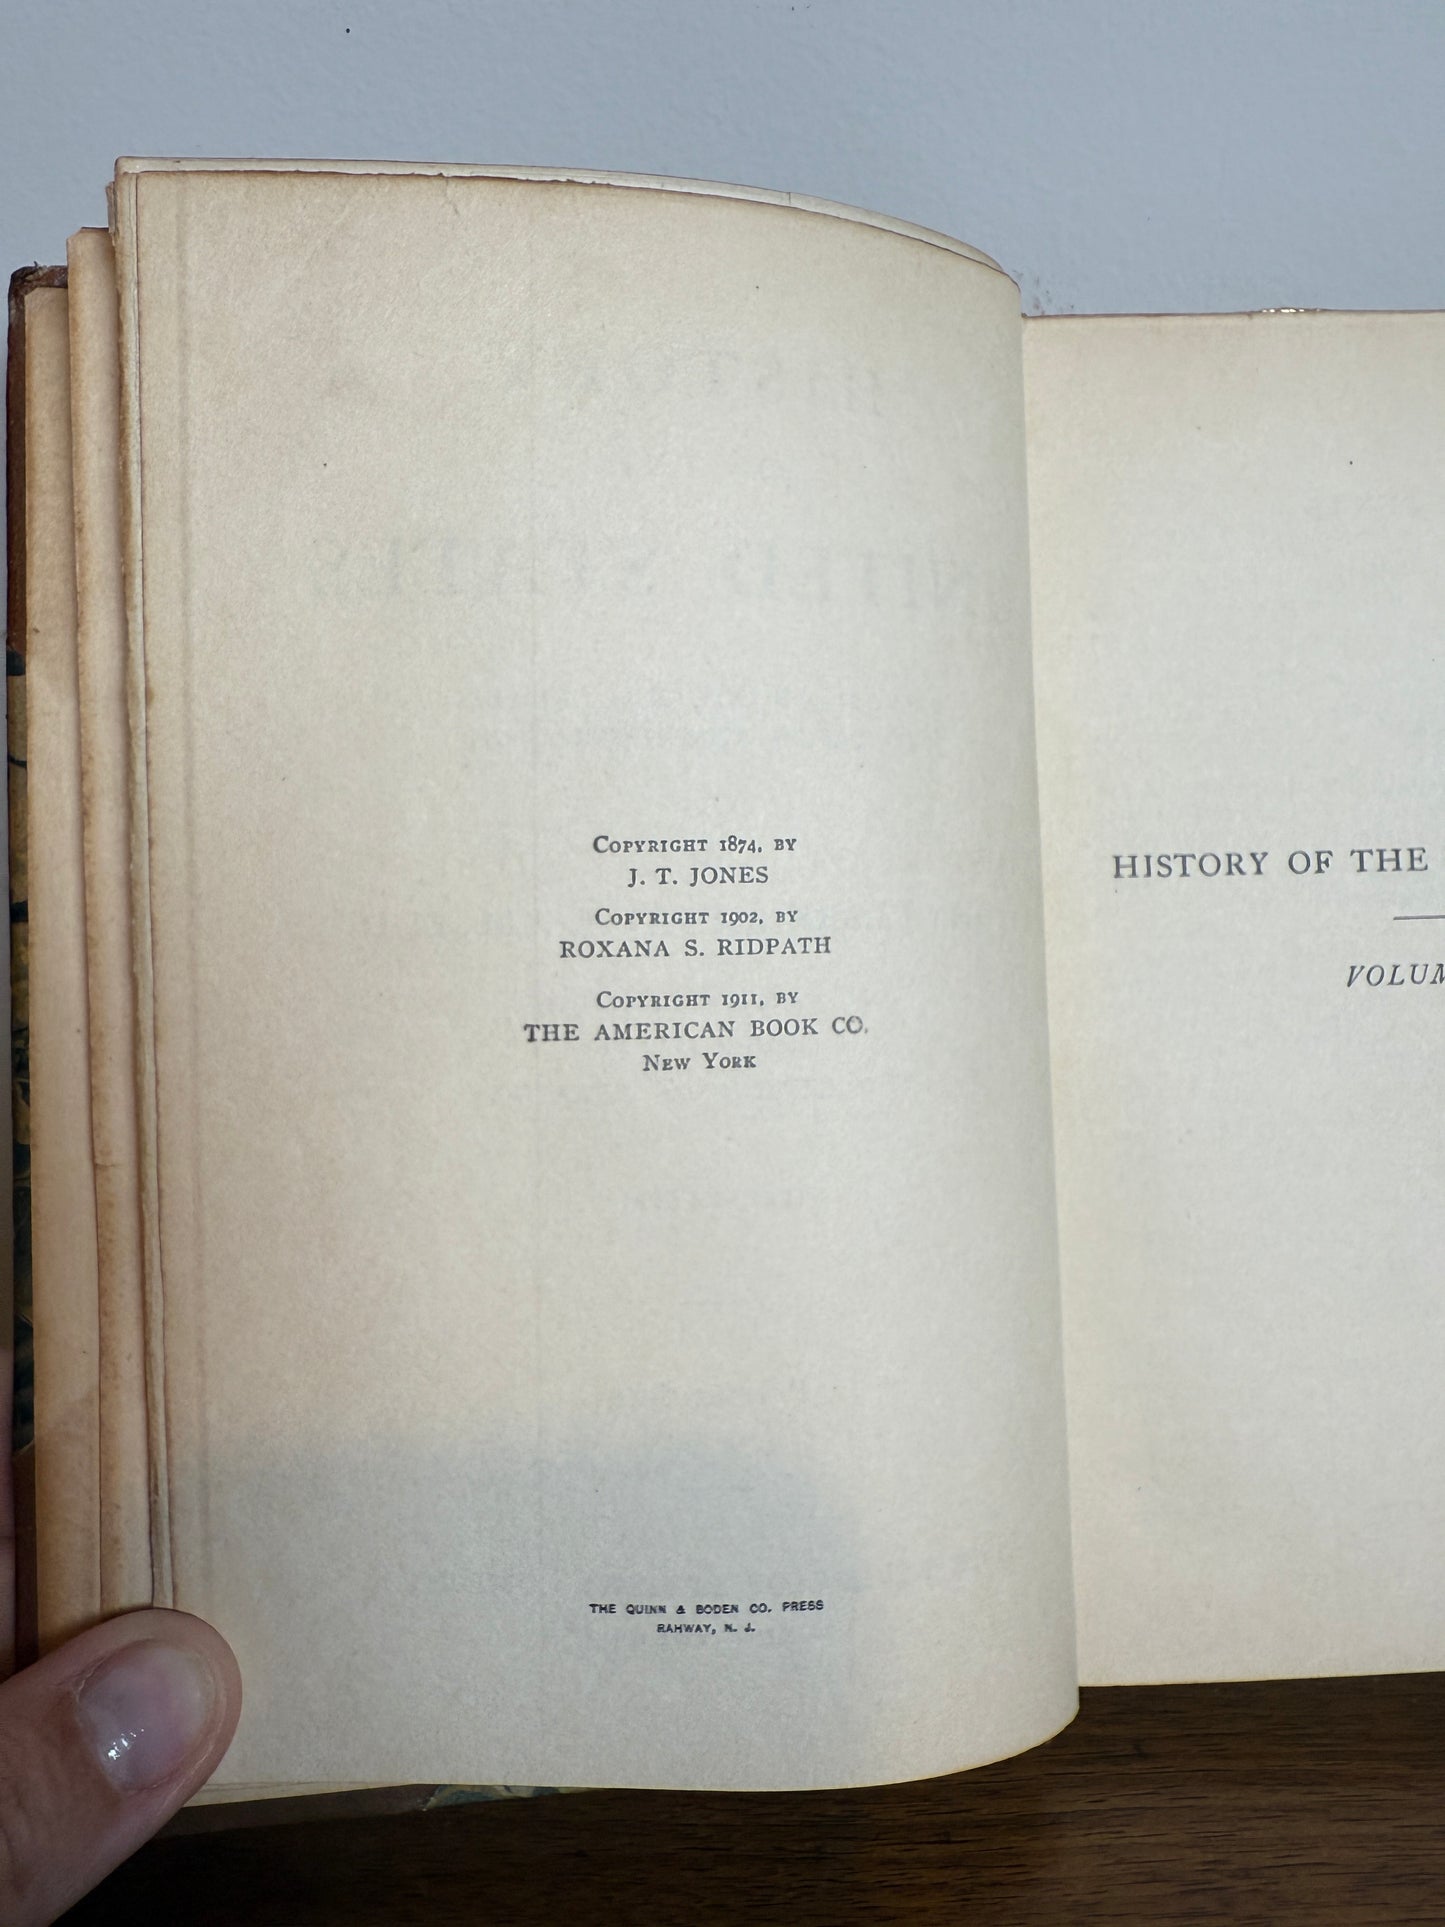 COPYRIGHT 1874, BY
J. T. JONES
COPYRIGHT 1902, BY
ROXANA S. RIDPATH
COPYRIGHT 1911, BY
THE AMERICAN BOOK CO.
NEW YORK
THE QUINN & BODEN CO. PRESS
RAHWAY, N. J.
HISTORY OF THE